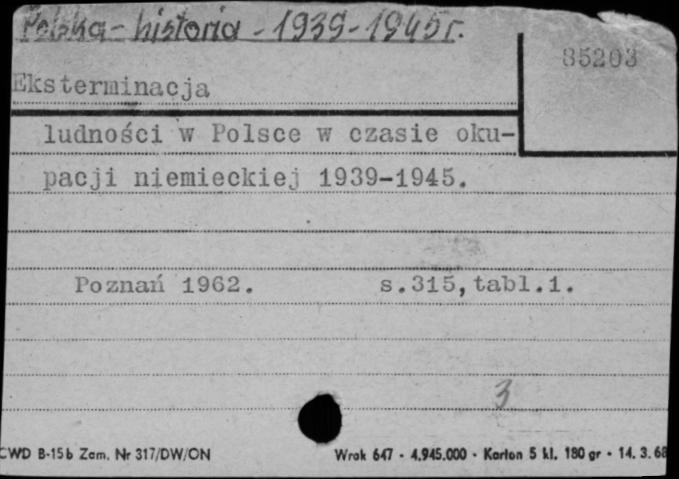 Polska - historia - 1939-1945 r.
85203
Eksterminacja
ludności w Polsce w czasie oku-
pacji niemieckiej 1939-1945.
Poznań 1962. s.315,tabl.1.
3
CWD B-15b Zam. Nr 317/DW/ON Wrak 647 - 4.945.000 - Karton 5 kl. 180 gr - 14. 3. 68